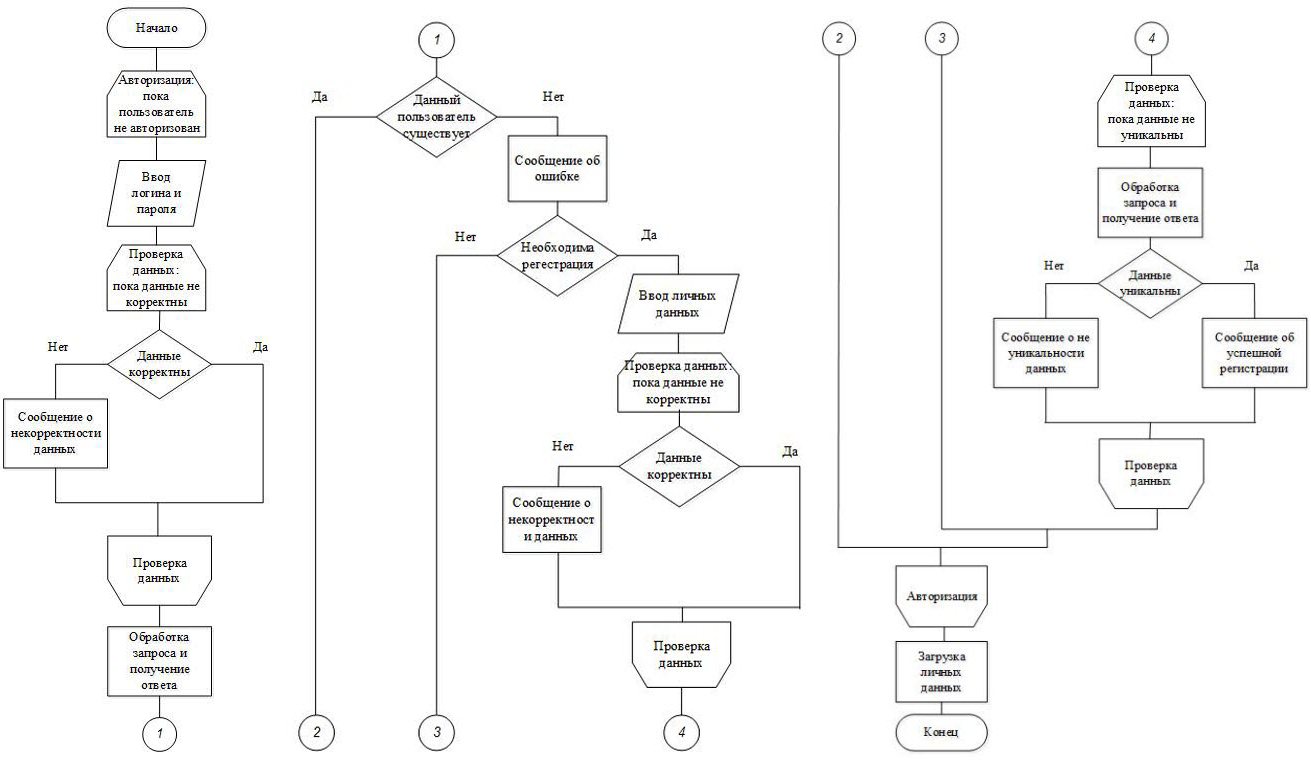 Начало
Авторизация:
пока
пользователь
не авторизован
Ввод
логина и
пароля
Проверка
данных:
пока данные не
корректны
Нет
Да
Данные
корректны
Сообщение о
некорректности
данных
Проверка
данных
Обработка
запроса и
получение
ответа
1
1
Да
Нет
Данный
пользователь
существует
Сообщение об
ошибке
Нет
Да
Необходима
регестрация
Ввод личных
данных
Проверка данных:
пока данные не
корректны
Нет
Да
Данные
корректны
Сообщение о
некорректност
и данных
Проверка
данных
2
3
4
2
3
4
Проверка
данных:
пока данные не
уникальны
Обработка
запроса и
получение ответа
Нет
Да
Данные
уникальны
Сообщение о не
уникальности
данных
Сообщение об
успешной
регистрации
Проверка
данных
Авторизация
Загрузка
личных
данных
Конец